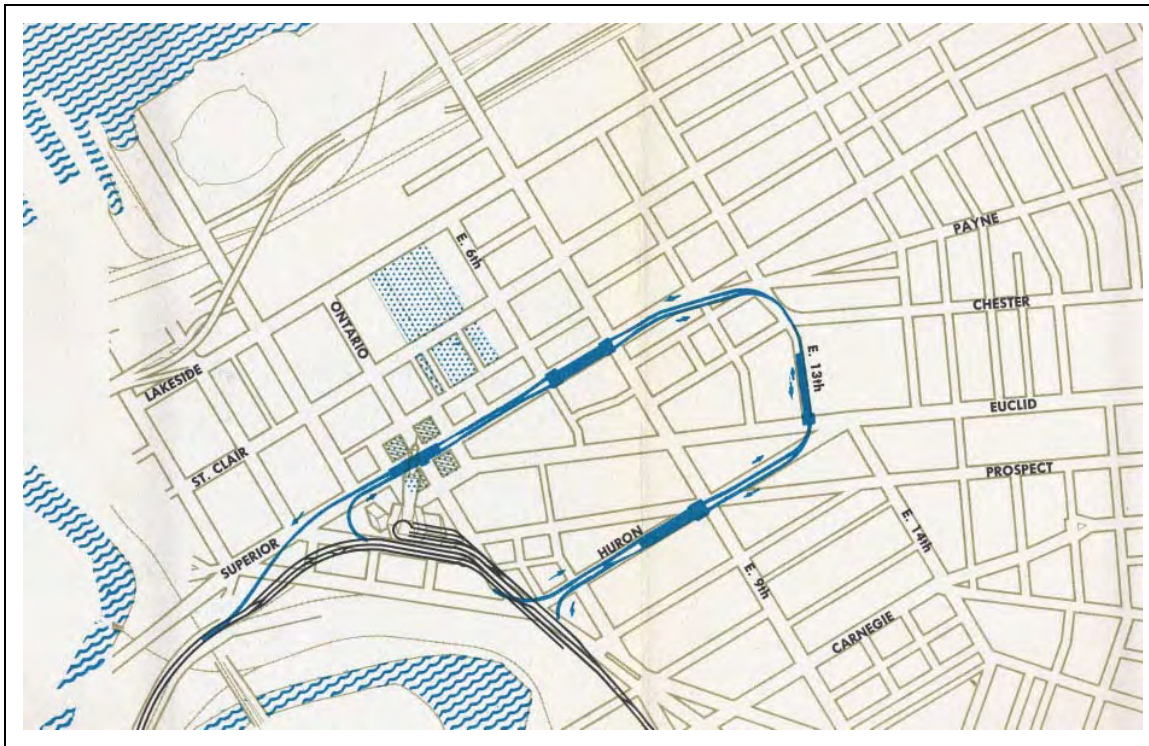 PAYNE
E. 6th
CHESTER
ONTARIO
E. 13th
LAKESIDE
EUCLID
ST. CLAIR
PROSPECT
HURON
E. 14th
SUPERIOR
E. 9th
CARNEGIE